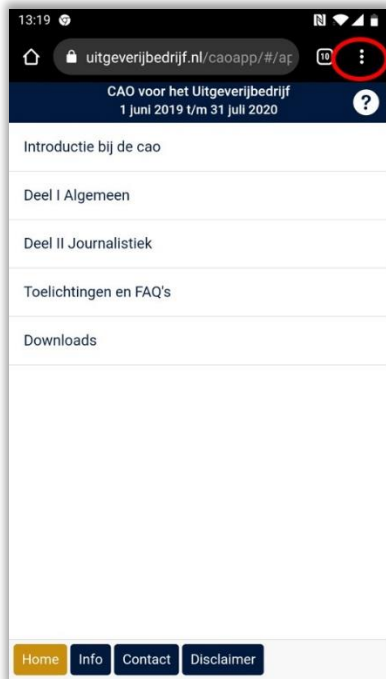 13:19
uitgeverijbedrijf.nl/caoapp/#/ap
10
CAO voor het Uitgeverijbedrijf
1 juni 2019 t/m 31 juli 2020
?
Introductie bij de cao
Deel I Algemeen
Deel II Journalistiek
Toelichtingen en FAQ's
Downloads
Home Info Contact Disclaimer